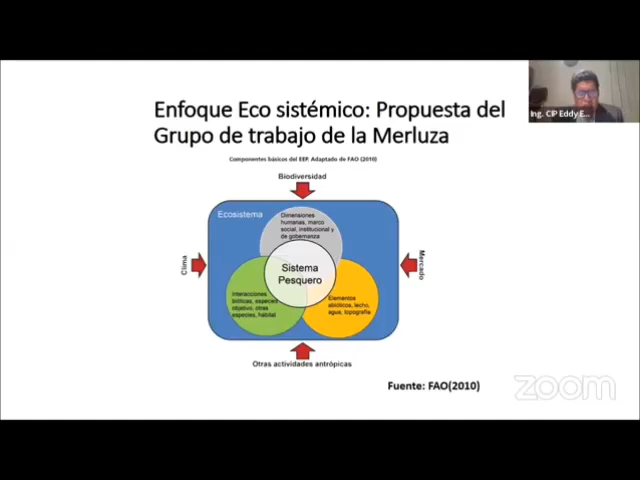 Enfoque Eco sistémico: Propuesta del
Grupo de trabajo de la Merluza
Ing. CIP Eddy E...
Componentes básicos del EEP. Adaptado de FAO (2010)
Biodiversidad
Ecosistema
Dimensiones
humanas, marco
social, institucional y
de gobernanza
Clima
Sistema
Pesquero
Mercado
Interacciones
bióticas, especies
objetivo, otras
especies, hábitat
Elementos
abióticos, lecho,
agua, topografía
Otras actividades antrópicas
Fuente: FAO(2010)
zoom